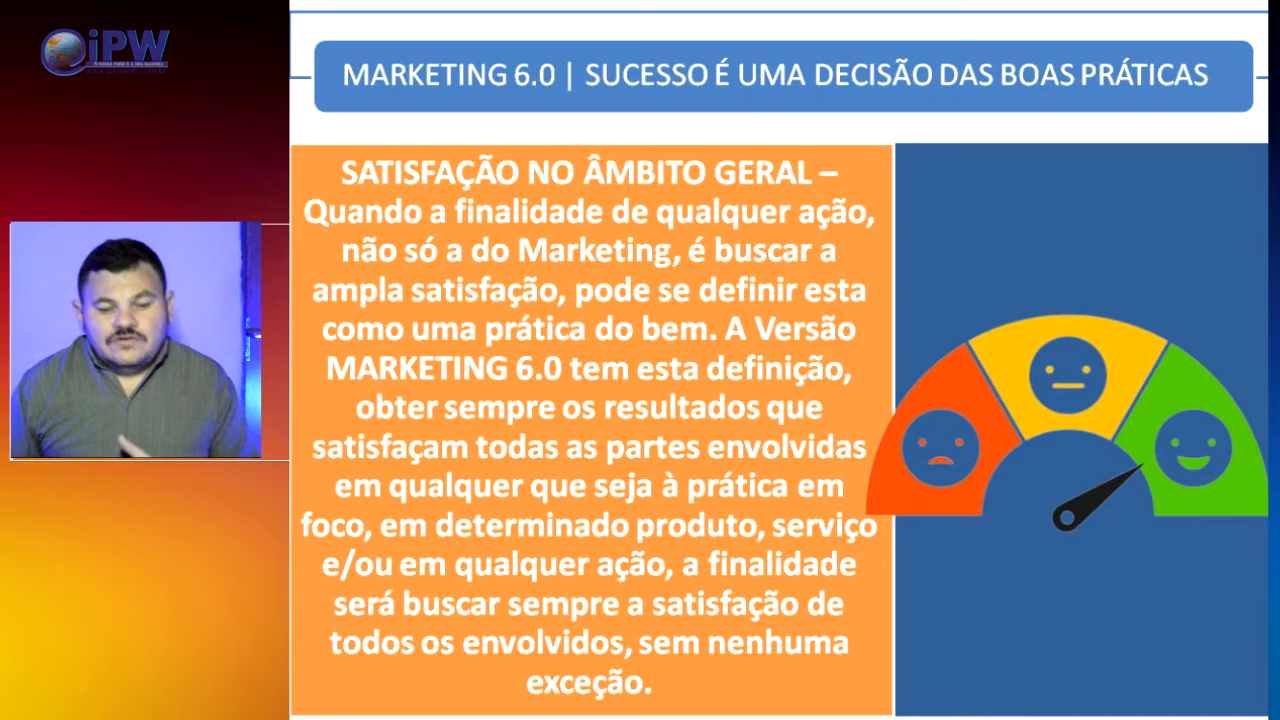 iPW
www.ipinaweb.com.br
MARKETING 6.0 | SUCESSO É UMA DECISÃO DAS BOAS PRÁTICAS
SATISFAÇÃO NO ÂMBITO GERAL –
Quando a finalidade de qualquer ação,
não só a do Marketing, é buscar a
ampla satisfação, pode se definir esta
como uma prática do bem. A Versão
MARKETING 6.0 tem esta definição,
obter sempre os resultados que
satisfaçam todas as partes envolvidas
em qualquer que seja à prática em
foco, em determinado produto, serviço
e/ou em qualquer ação, a finalidade
será buscar sempre a satisfação de
todos os envolvidos, sem nenhuma
exceção.